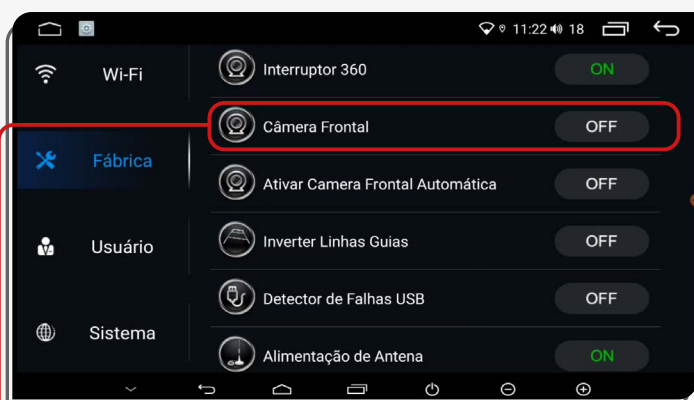 11:22 18
Wi-Fi
Interruptor 360 ON
Câmera Frontal OFF
Fábrica
Ativar Camera Frontal Automática OFF
Usuário
Inverter Linhas Guias OFF
Detector de Falhas USB OFF
Sistema
Alimentação de Antena ON